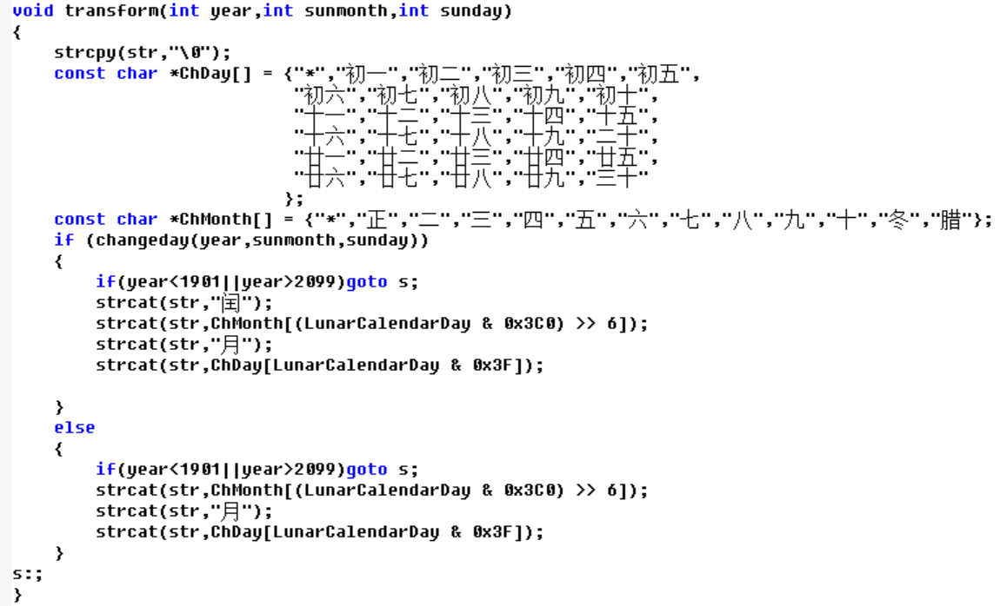 void transform(int year,int sunmonth,int sunday)
{
    strcpy(str,"\0");
    const char *ChDay[] = {"*","初一","初二","初三","初四","初五",
                           "初六","初七","初八","初九","初十",
                           "十一","十二","十三","十四","十五",
                           "十六","十七","十八","十九","二十",
                           "廿一","廿二","廿三","廿四","廿五",
                           "廿六","廿七","廿八","廿九","三十"
                          };
    const char *ChMonth[] = {"*","正","二","三","四","五","六","七","八","九","十","冬","腊"};
    if (changeday(year,sunmonth,sunday))
    {
        if(year<1901||year>2099)goto s;
        strcat(str,"闰");
        strcat(str,ChMonth[(LunarCalendarDay & 0x3C0) >> 6]);
        strcat(str,"月");
        strcat(str,ChDay[LunarCalendarDay & 0x3F]);

    }
    else
    {
        if(year<1901||year>2099)goto s;
        strcat(str,ChMonth[(LunarCalendarDay & 0x3C0) >> 6]);
        strcat(str,"月");
        strcat(str,ChDay[LunarCalendarDay & 0x3F]);
    }
s:;
}